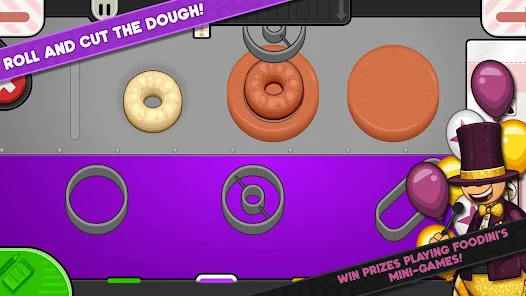 ROLL AND CUT THE DOUGH!
WIN PRIZES PLAYING FOODINI'S
MINI-GAMES!